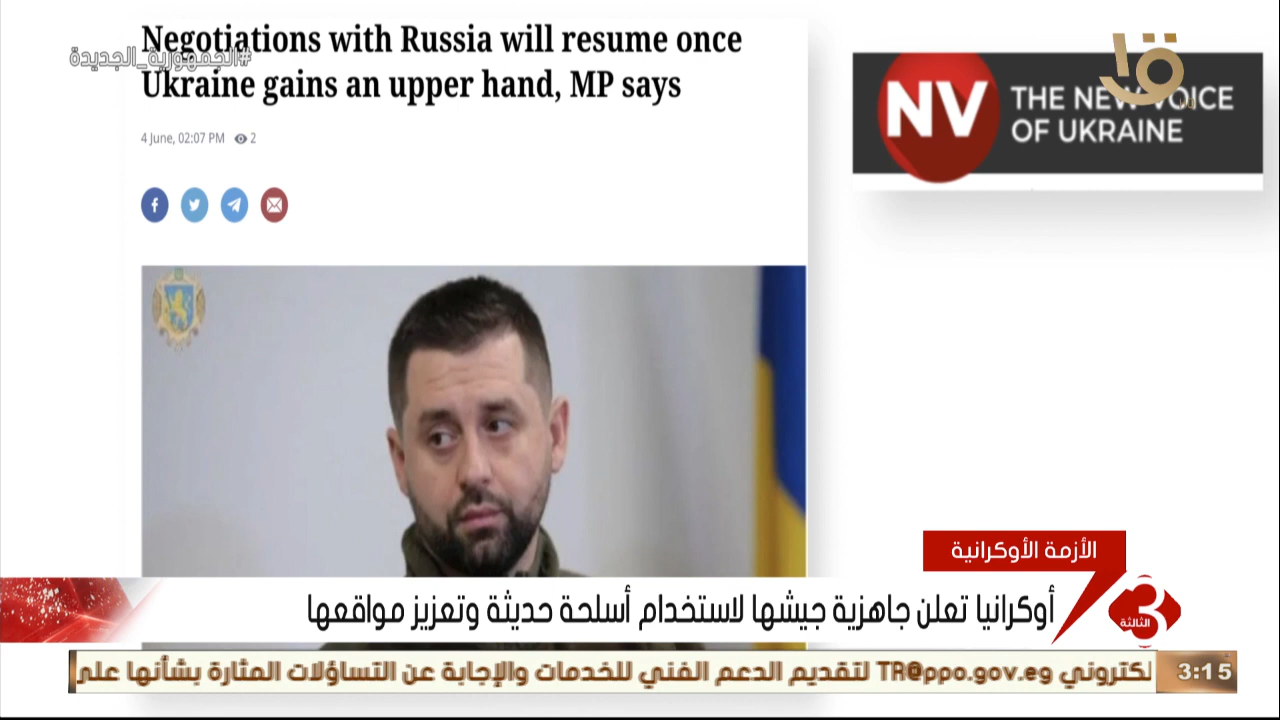 Negotiations with Russia will resume once
Ukraine gains an upper hand, MP says
#الجمهورية_الجديدة
4 June, 02:07 PM 2
NV THE NEW VOICE
OF UKRAINE
الأزمة الأوكرانية
أوكرانيا تعلن جاهزية جيشها لاستخدام أسلحة حديثة وتعزيز مواقعها
3
الثالثة
لكتروني TR@ppo.gov.eg لتقديم الدعم الفني للخدمات والإجابة عن التساؤلات المثارة بشأنها على
3:15